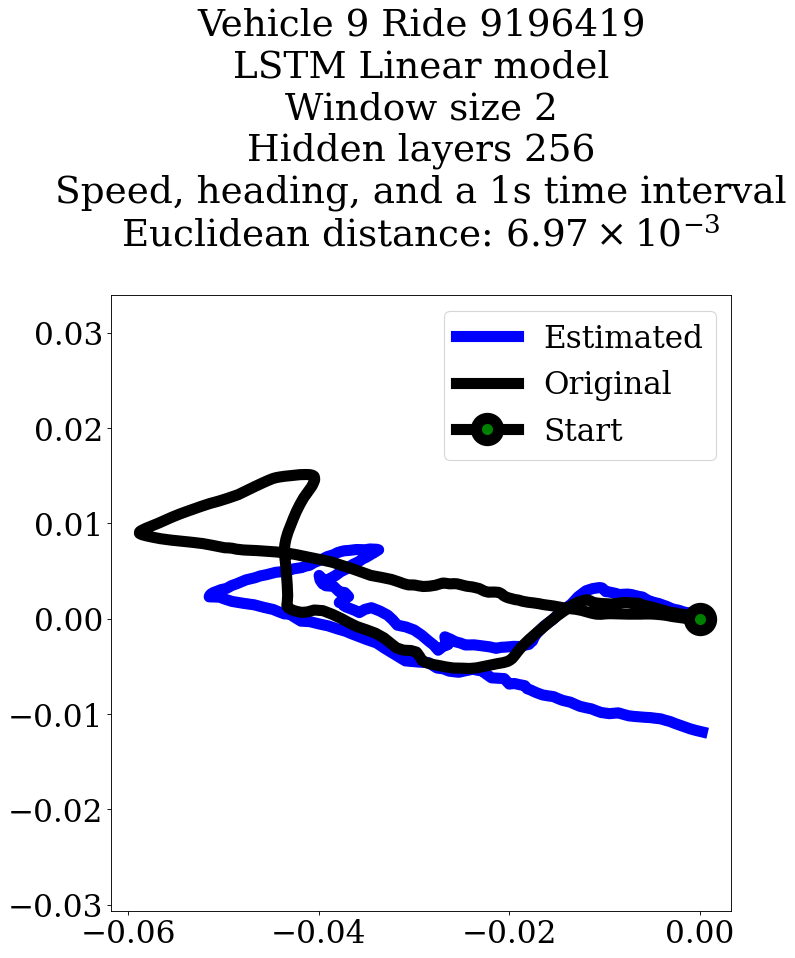 Vehicle 9 Ride 9196419
LSTM Linear model
Window size 2
Hidden layers 256
Speed, heading, and a 1s time interval
Euclidean distance: 6.97 × 10⁻³
Estimated
Original
Start
0.03
0.02
0.01
0.00
−0.01
−0.02
−0.03
−0.06
−0.04
−0.02
0.00